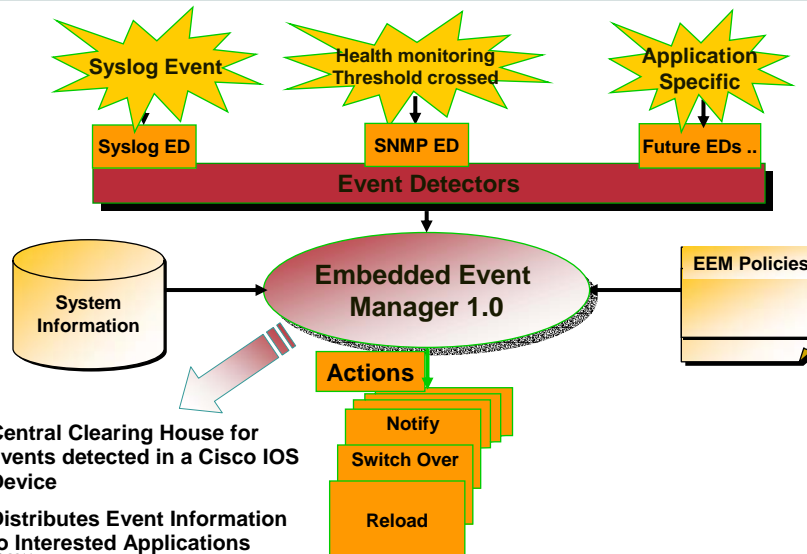 Syslog Event
Health monitoring
Threshold crossed
Application
Specific
Syslog ED
SNMP ED
Future EDs ..
Event Detectors
System
Information
Embedded Event
Manager 1.0
EEM Policies
Actions
Notify
Switch Over
Reload
Central Clearing House for
events detected in a Cisco IOS
Device
Distributes Event Information
to Interested Applications